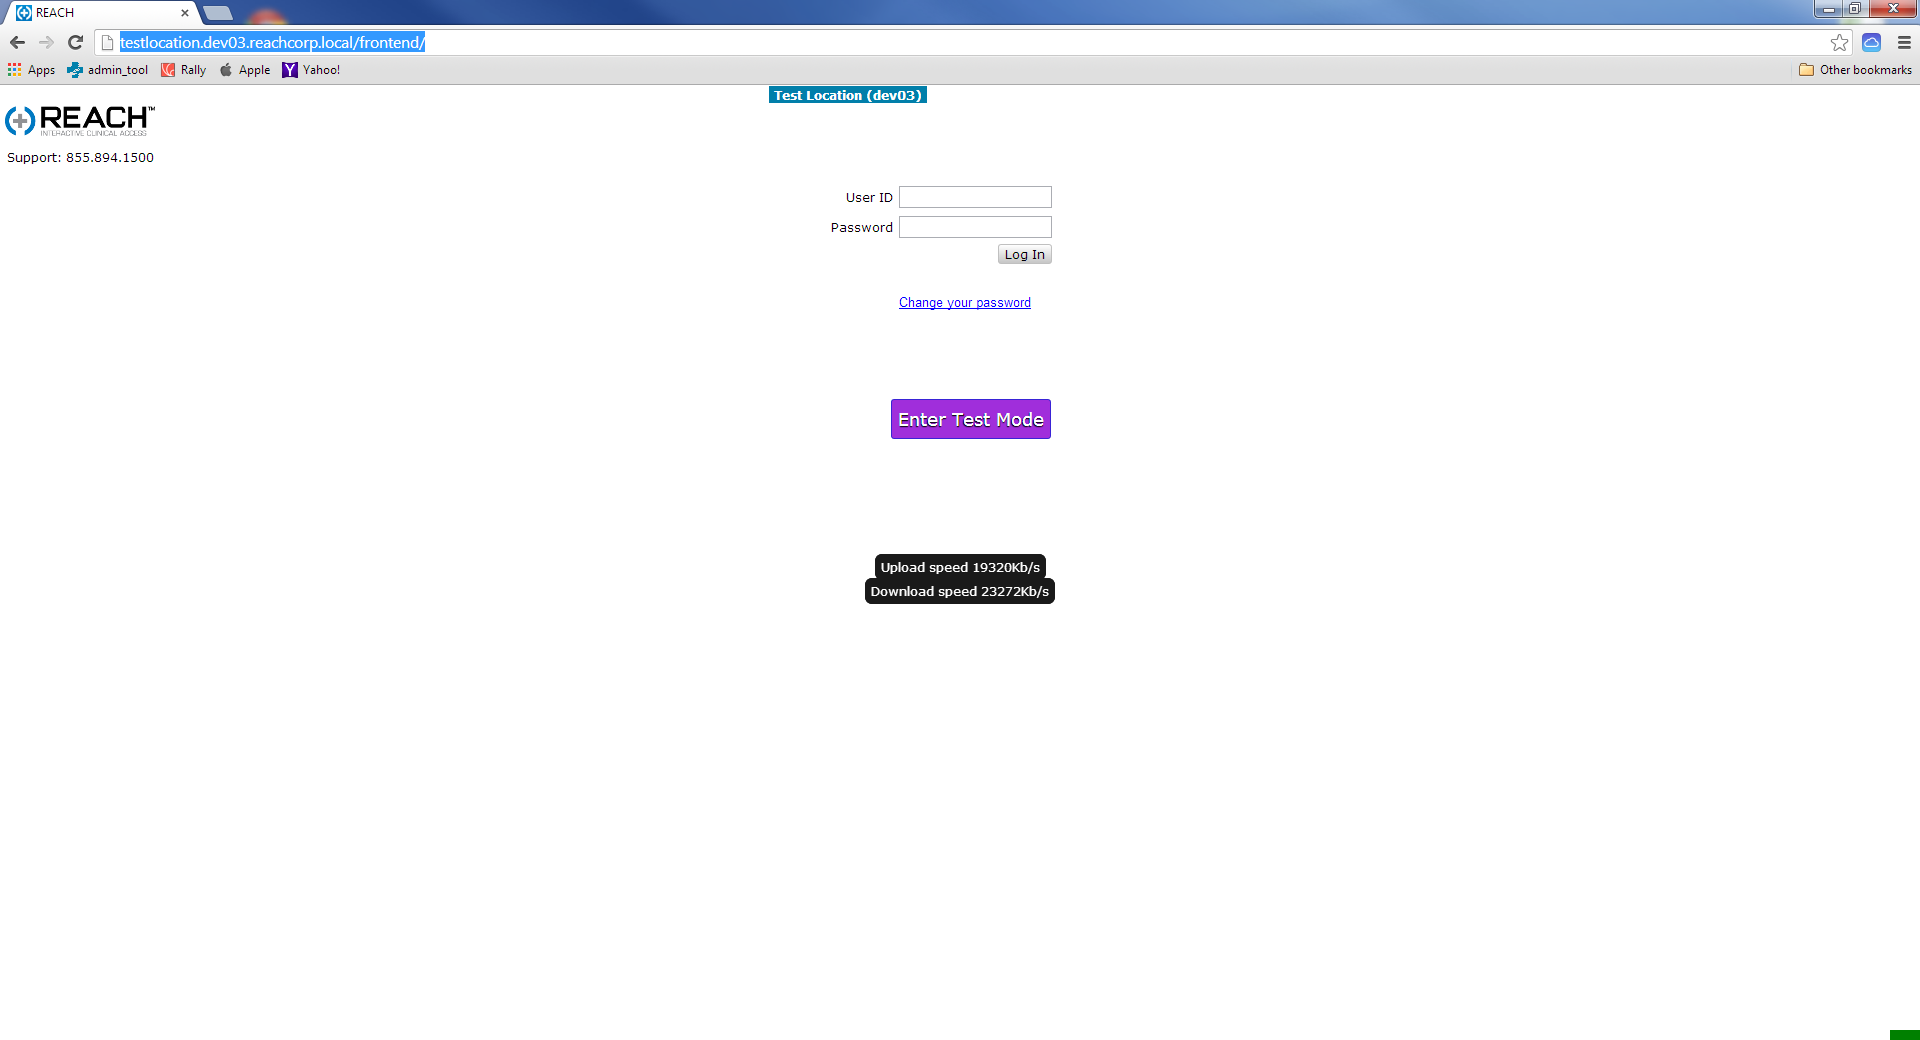 REACH
testlocation.dev03.reachcorp.local/frontend/
Apps admin_tool Rally Apple Yahoo! Other bookmarks
Test Location (dev03)
REACH™
INTERACTIVE CLINICAL ACCESS
Support: 855.894.1500
User ID
Password
Log In
Change your password
Enter Test Mode
Upload speed 19320Kb/s
Download speed 23272Kb/s